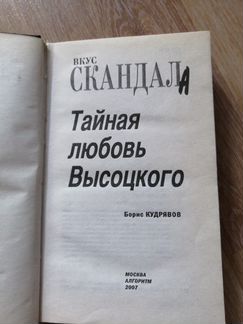 ВКУС
СКАНДАЛА
Тайная
любовь
Высоцкого
Борис КУДРЯВОВ
МОСКВА
АЛГОРИТМ
2007